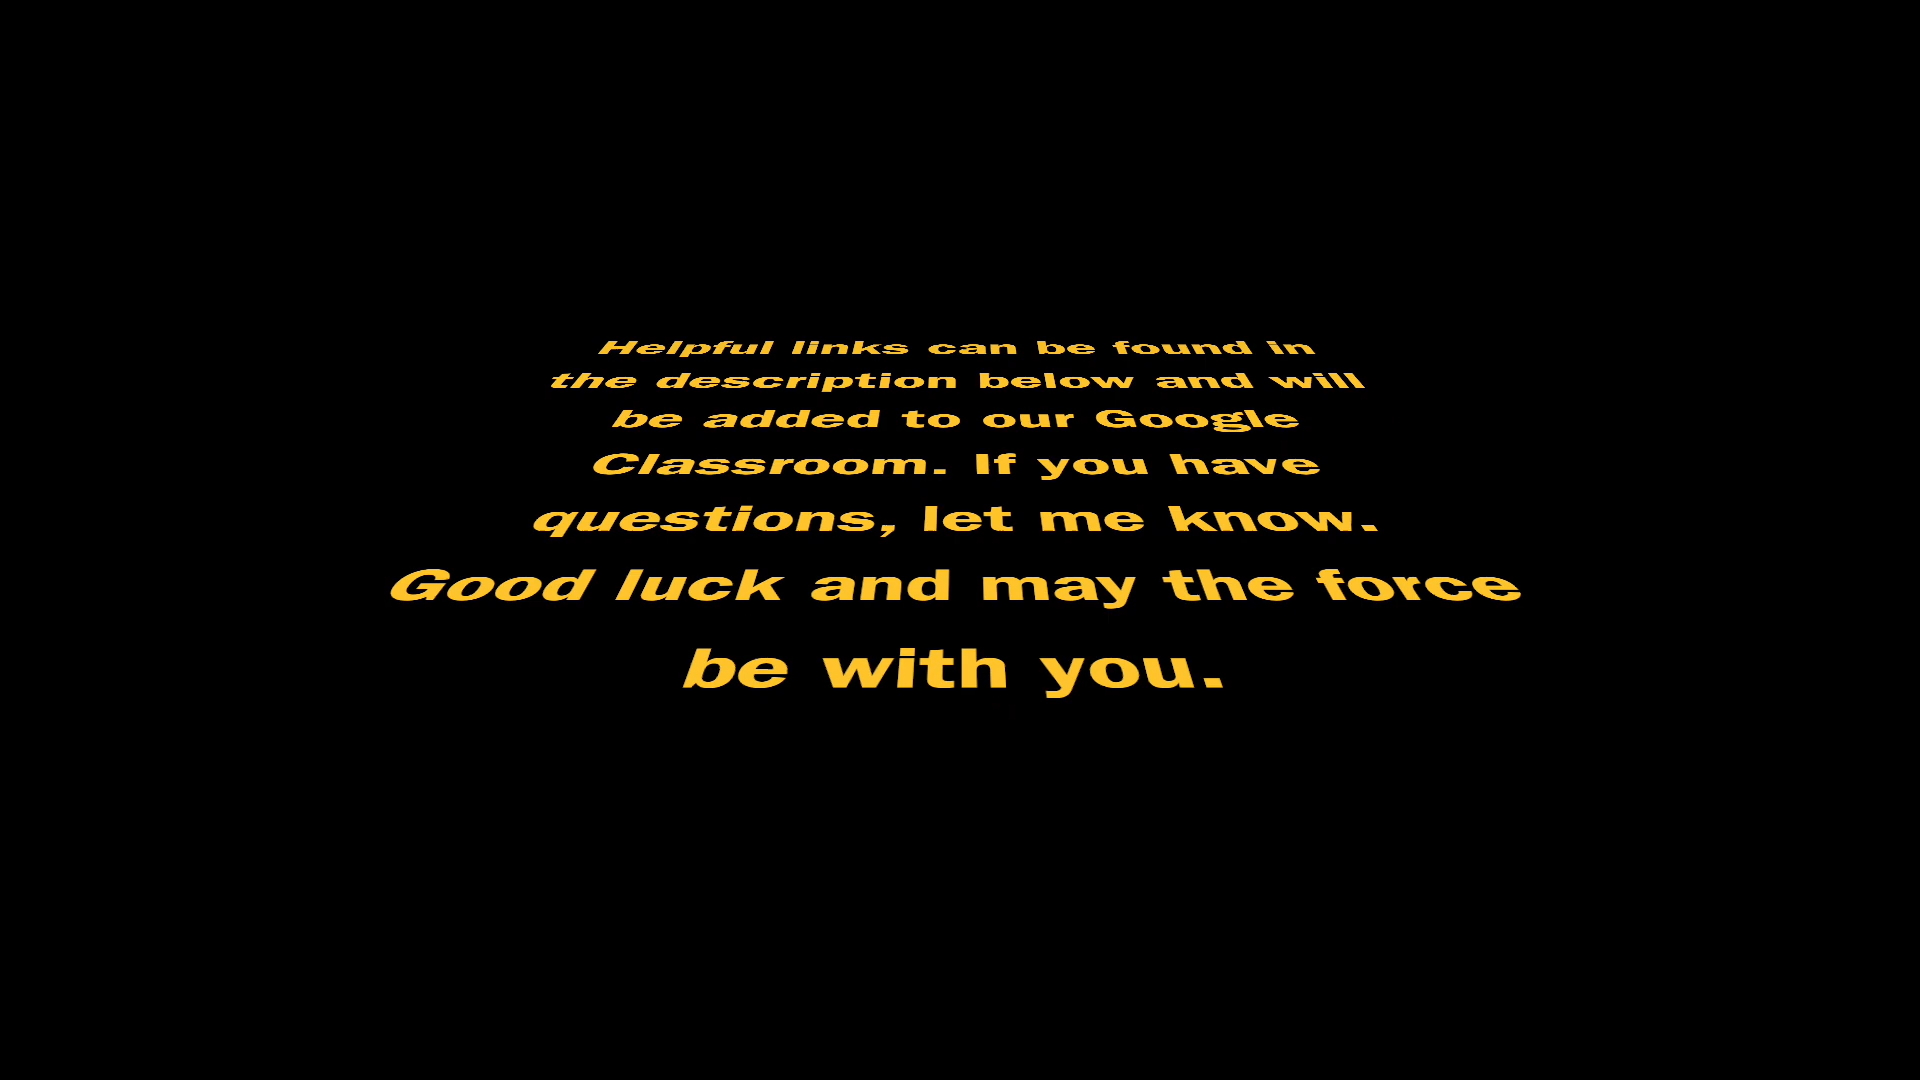 Helpful links can be found in
the description below and will
be added to our Google
Classroom. If you have
questions, let me know.
Good luck and may the force
be with you.